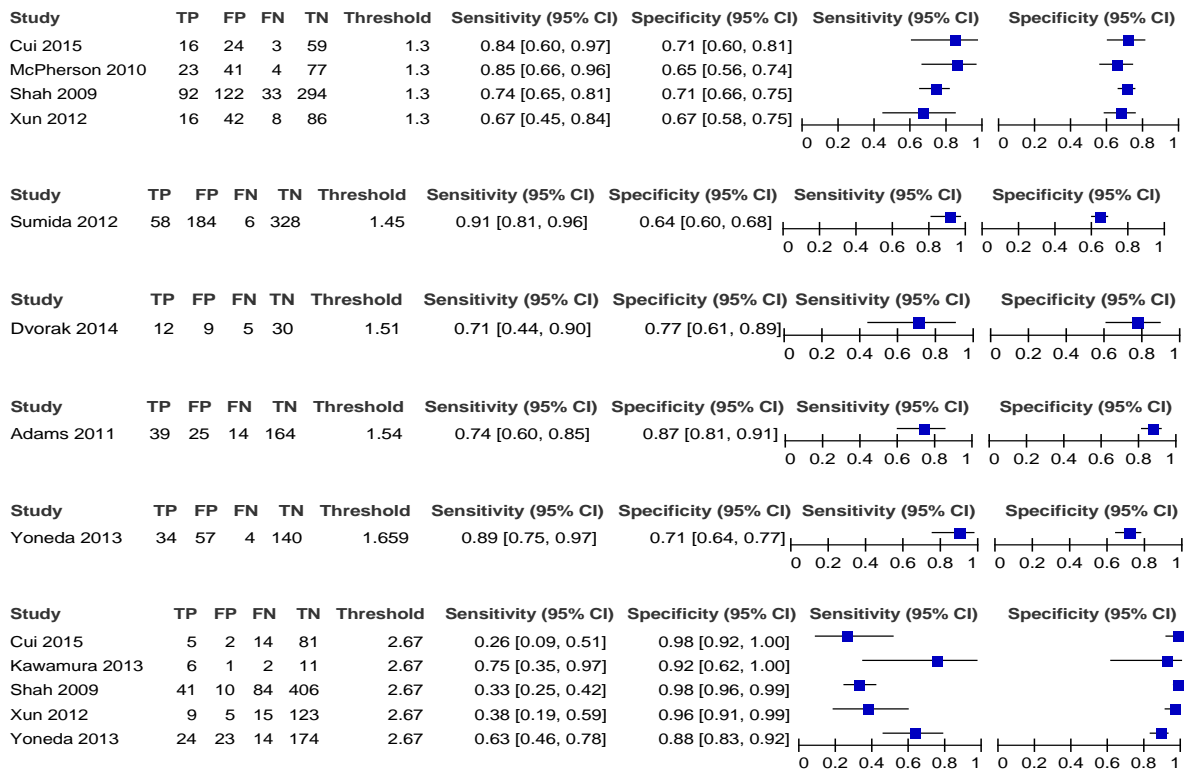 Study TP FP FN TN Threshold Sensitivity (95% CI) Specificity (95% CI) Sensitivity (95% CI) Specificity (95% CI)
Cui 2015 16 24 3 59 1.3 0.84 [0.60, 0.97] 0.71 [0.60, 0.81]
McPherson 2010 23 41 4 77 1.3 0.85 [0.66, 0.96] 0.65 [0.56, 0.74]
Shah 2009 92 122 33 294 1.3 0.74 [0.65, 0.81] 0.71 [0.66, 0.75]
Xun 2012 16 42 8 86 1.3 0.67 [0.45, 0.84] 0.67 [0.58, 0.75]
0 0.2 0.4 0.6 0.8 1 0 0.2 0.4 0.6 0.8 1
Study TP FP FN TN Threshold Sensitivity (95% CI) Specificity (95% CI) Sensitivity (95% CI) Specificity (95% CI)
Sumida 2012 58 184 6 328 1.45 0.91 [0.81, 0.96] 0.64 [0.60, 0.68]
0 0.2 0.4 0.6 0.8 1 0 0.2 0.4 0.6 0.8 1
Study TP FP FN TN Threshold Sensitivity (95% CI) Specificity (95% CI) Sensitivity (95% CI) Specificity (95% CI)
Dvorak 2014 12 9 5 30 1.51 0.71 [0.44, 0.90] 0.77 [0.61, 0.89]
0 0.2 0.4 0.6 0.8 1 0 0.2 0.4 0.6 0.8 1
Study TP FP FN TN Threshold Sensitivity (95% CI) Specificity (95% CI) Sensitivity (95% CI) Specificity (95% CI)
Adams 2011 39 25 14 164 1.54 0.74 [0.60, 0.85] 0.87 [0.81, 0.91]
0 0.2 0.4 0.6 0.8 1 0 0.2 0.4 0.6 0.8 1
Study TP FP FN TN Threshold Sensitivity (95% CI) Specificity (95% CI) Sensitivity (95% CI) Specificity (95% CI)
Yoneda 2013 34 57 4 140 1.659 0.89 [0.75, 0.97] 0.71 [0.64, 0.77]
0 0.2 0.4 0.6 0.8 1 0 0.2 0.4 0.6 0.8 1
Study TP FP FN TN Threshold Sensitivity (95% CI) Specificity (95% CI) Sensitivity (95% CI) Specificity (95% CI)
Cui 2015 5 2 14 81 2.67 0.26 [0.09, 0.51] 0.98 [0.92, 1.00]
Kawamura 2013 6 1 2 11 2.67 0.75 [0.35, 0.97] 0.92 [0.62, 1.00]
Shah 2009 41 10 84 406 2.67 0.33 [0.25, 0.42] 0.98 [0.96, 0.99]
Xun 2012 9 5 15 123 2.67 0.38 [0.19, 0.59] 0.96 [0.91, 0.99]
Yoneda 2013 24 23 14 174 2.67 0.63 [0.46, 0.78] 0.88 [0.83, 0.92]
0 0.2 0.4 0.6 0.8 1 0 0.2 0.4 0.6 0.8 1